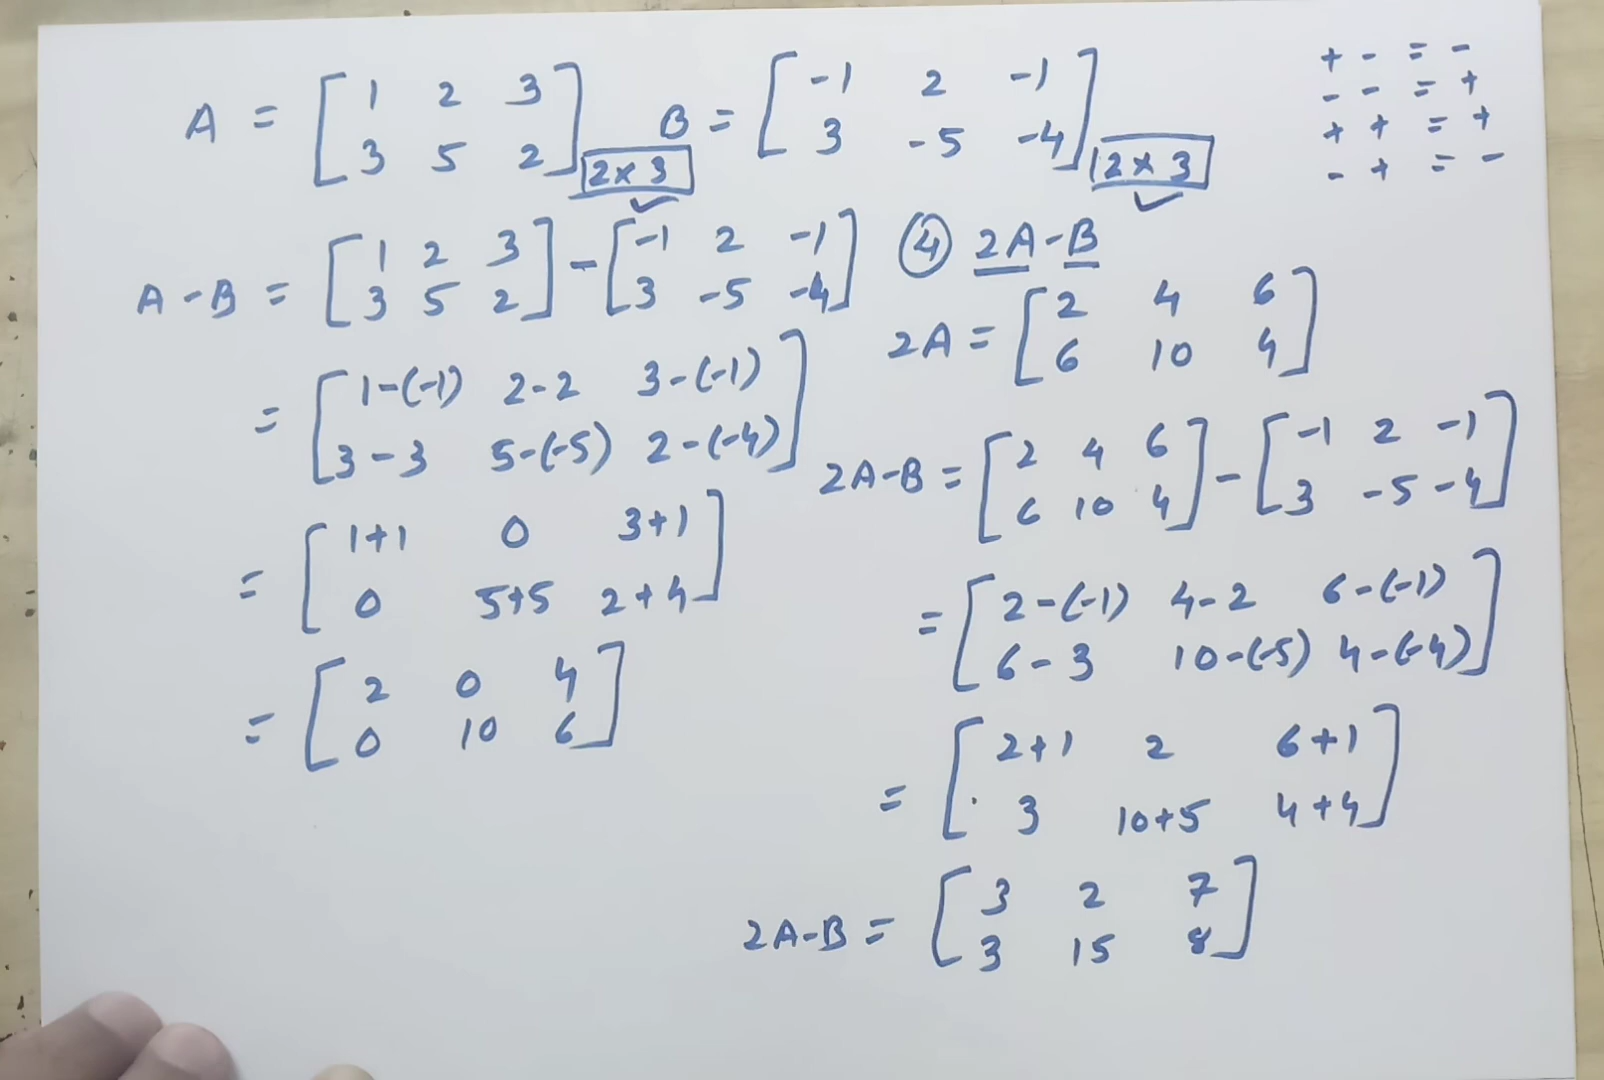 A = [ 1 2 3
3 5 2 ] 2×3
B = [ -1 2 -1
3 -5 -4 ] 2×3
+ - = -
- - = +
+ + = +
- + = -
A-B = [ 1 2 3
3 5 2 ] - [ -1 2 -1
3 -5 -4 ]
= [ 1-(-1) 2-2 3-(-1)
3-3 5-(-5) 2-(-4) ]
= [ 1+1 0 3+1
0 5+5 2+4 ]
= [ 2 0 4
0 10 6 ]
④ 2A-B
2A = [ 2 4 6
6 10 4 ]
2A-B = [ 2 4 6
6 10 4 ] - [ -1 2 -1
3 -5 -4 ]
= [ 2-(-1) 4-2 6-(-1)
6-3 10-(-5) 4-(-4) ]
= [ 2+1 2 6+1
3 10+5 4+4 ]
2A-B = [ 3 2 7
3 15 8 ]